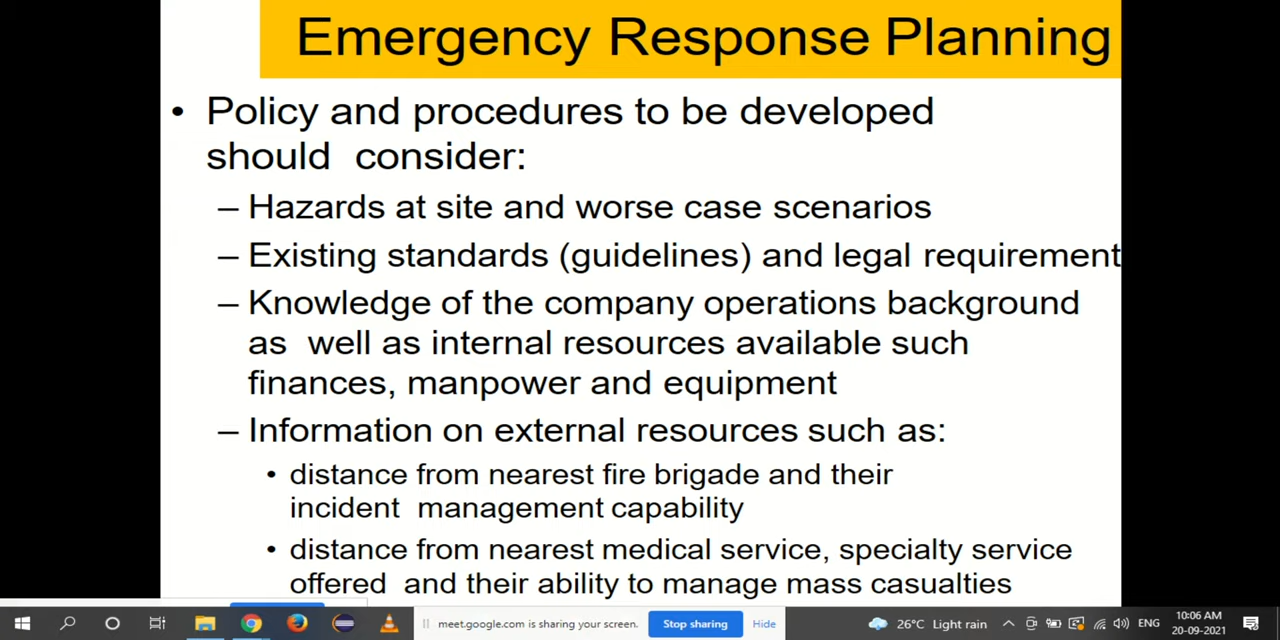 Emergency Response Planning
• Policy and procedures to be developed
should consider:
– Hazards at site and worse case scenarios
– Existing standards (guidelines) and legal requirement
– Knowledge of the company operations background
as well as internal resources available such
finances, manpower and equipment
– Information on external resources such as:
• distance from nearest fire brigade and their
incident management capability
• distance from nearest medical service, specialty service
offered and their ability to manage mass casualties
meet.google.com is sharing your screen. Stop sharing Hide
26°C Light rain ENG
10:06 AM
20-09-2021